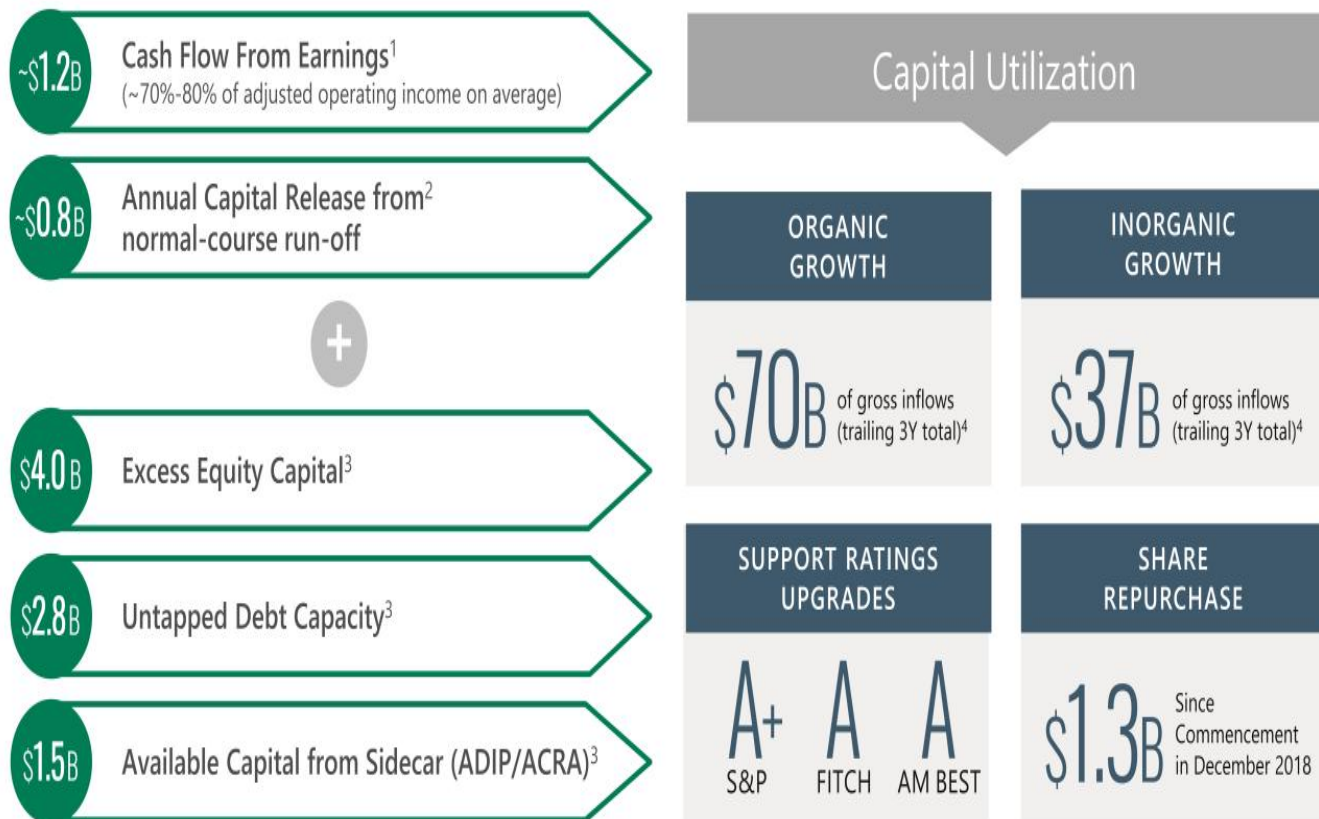 ~$1.2B
Cash Flow From Earnings1
(~70%-80% of adjusted operating income on average)
~$0.8B
Annual Capital Release from2
normal-course run-off
+
$4.0B
Excess Equity Capital3
$2.8B
Untapped Debt Capacity3
$1.5B
Available Capital from Sidecar (ADIP/ACRA)3
Capital Utilization
ORGANIC
GROWTH
$70B
of gross inflows
(trailing 3Y total)4
INORGANIC
GROWTH
$37B
of gross inflows
(trailing 3Y total)4
SUPPORT RATINGS
UPGRADES
A+
S&P
A
FITCH
A
AM BEST
SHARE
REPURCHASE
$1.3B
Since
Commencement
in December 2018